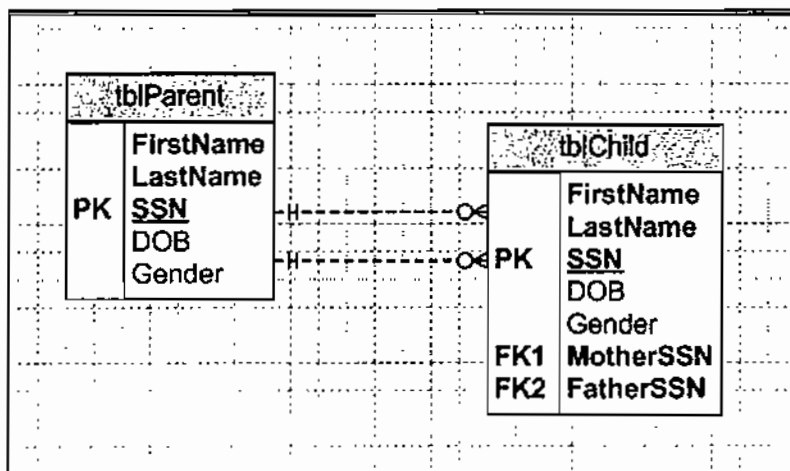 tblParent
FirstName
LastName
PK SSN
DOB
Gender
tblChild
FirstName
LastName
PK SSN
DOB
Gender
FK1 MotherSSN
FK2 FatherSSN